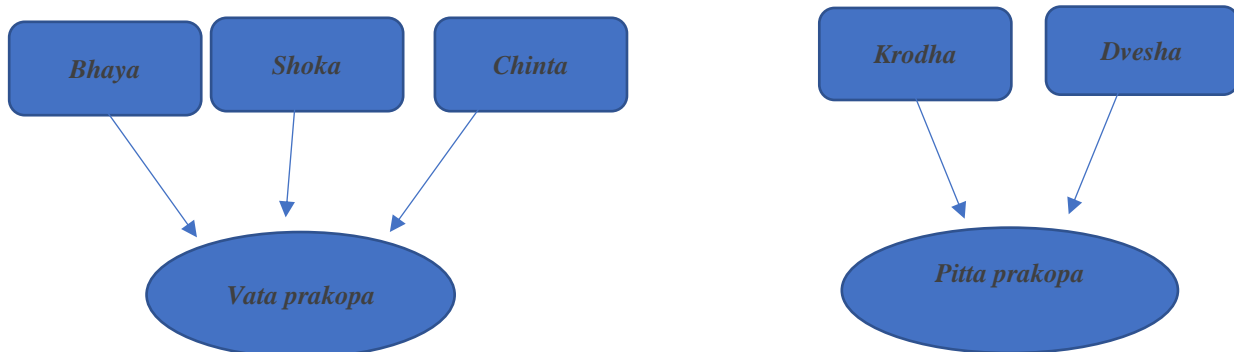 Bhaya
Shoka
Chinta
Krodha
Dvesha
Vata prakopa
Pitta prakopa